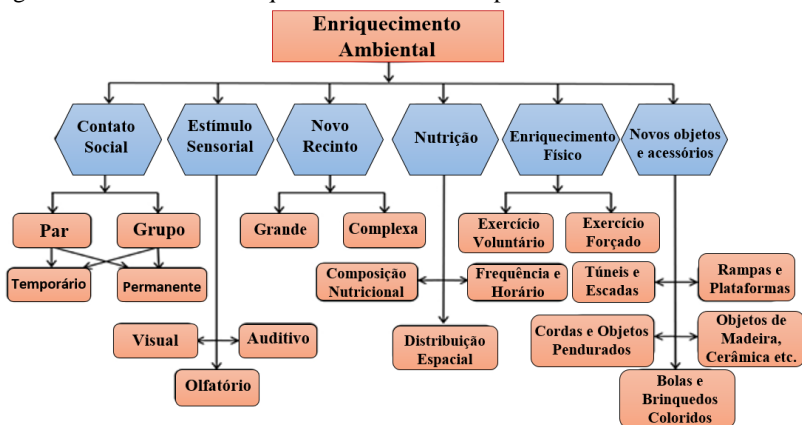 Enriquecimento
Ambiental
Contato
Social
Estímulo
Sensorial
Novo
Recinto
Nutrição
Enriquecimento
Físico
Novos objetos
e acessórios
Par
Grupo
Grande
Complexa
Exercício
Voluntário
Exercício
Forçado
Temporário
Permanente
Composição
Nutricional
Frequência e
Horário
Túneis e
Escadas
Rampas e
Plataformas
Visual
Auditivo
Distribuição
Espacial
Cordas e Objetos
Pendurados
Objetos de
Madeira,
Cerâmica etc.
Olfatório
Bolas e
Brinquedos
Coloridos